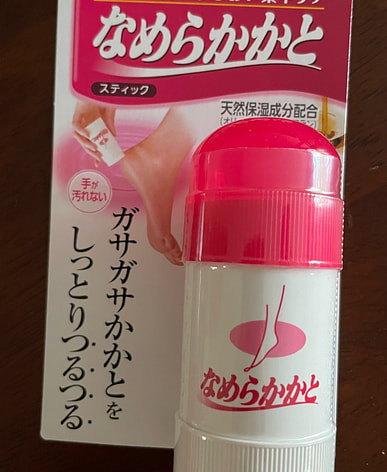 なめらかかと
スティック
天然保湿成分配合
手が
汚れない
ガサガサかかとを
しっとりつるつる
なめらかかと